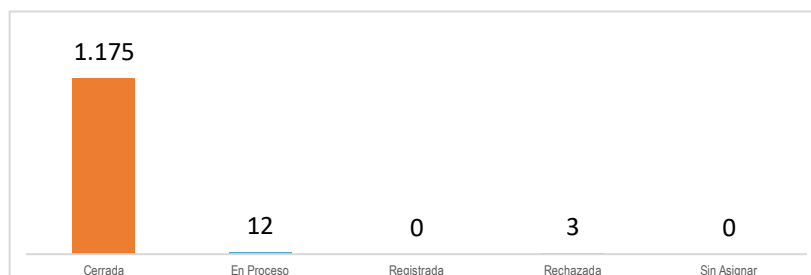 1.175
12
0
3
0
Cerrada
En Proceso
Registrada
Rechazada
Sin Asignar